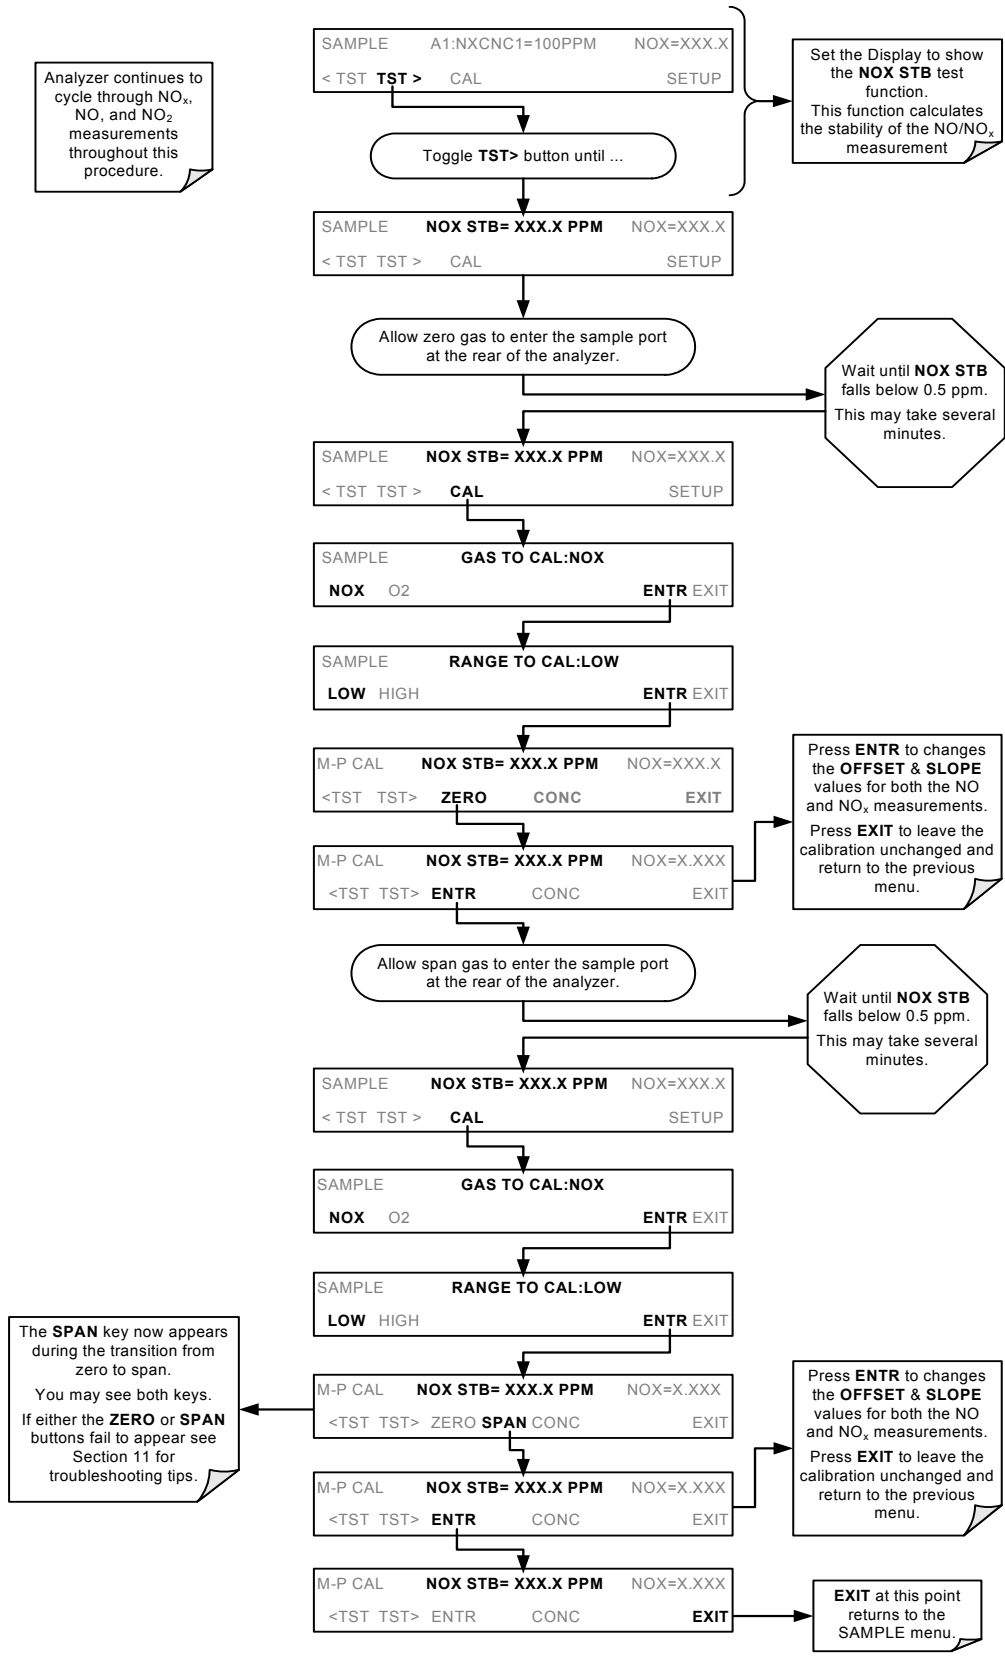 SAMPLE A1:NXCNC1=100PPM NOX=XXX.X
< TST TST > CAL SETUP
Analyzer continues to
cycle through NOx,
NO, and NO2
measurements
throughout this
procedure.
Set the Display to show
the NOX STB test
function.
This function calculates
the stability of the NO/NOx
measurement
Toggle TST> button until ...
SAMPLE NOX STB= XXX.X PPM NOX=XXX.X
< TST TST > CAL SETUP
Allow zero gas to enter the sample port
at the rear of the analyzer.
Wait until NOX STB
falls below 0.5 ppm.
This may take several
minutes.
SAMPLE NOX STB= XXX.X PPM NOX=XXX.X
< TST TST > CAL SETUP
SAMPLE GAS TO CAL:NOX
NOX O2 ENTR EXIT
SAMPLE RANGE TO CAL:LOW
LOW HIGH ENTR EXIT
M-P CAL NOX STB= XXX.X PPM NOX=XXX.X
<TST TST> ZERO CONC EXIT
M-P CAL NOX STB= XXX.X PPM NOX=X.XXX
<TST TST> ENTR CONC EXIT
Press ENTR to changes
the OFFSET & SLOPE
values for both the NO
and NOx measurements.
Press EXIT to leave the
calibration unchanged and
return to the previous
menu.
Allow span gas to enter the sample port
at the rear of the analyzer.
Wait until NOX STB
falls below 0.5 ppm.
This may take several
minutes.
SAMPLE NOX STB= XXX.X PPM NOX=XXX.X
< TST TST > CAL SETUP
SAMPLE GAS TO CAL:NOX
NOX O2 ENTR EXIT
SAMPLE RANGE TO CAL:LOW
LOW HIGH ENTR EXIT
The SPAN key now appears
during the transition from
zero to span.
You may see both keys.
If either the ZERO or SPAN
buttons fail to appear see
Section 11 for
troubleshooting tips.
M-P CAL NOX STB= XXX.X PPM NOX=X.XXX
<TST TST> ZERO SPAN CONC EXIT
M-P CAL NOX STB= XXX.X PPM NOX=X.XXX
<TST TST> ENTR CONC EXIT
Press ENTR to changes
the OFFSET & SLOPE
values for both the NO
and NOx measurements.
Press EXIT to leave the
calibration unchanged and
return to the previous
menu.
M-P CAL NOX STB= XXX.X PPM NOX=X.XXX
<TST TST> ENTR CONC EXIT
EXIT at this point
returns to the
SAMPLE menu.